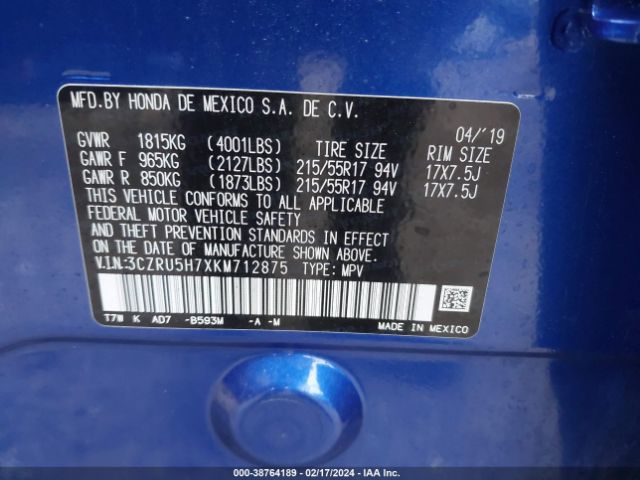 MFD.BY HONDA DE MEXICO S.A. DE C.V.
04/'19
GVWR 1815KG (4001LBS) TIRE SIZE RIM SIZE
GAWR F 965KG (2127LBS) 215/55R17 94V 17X7.5J
GAWR R 850KG (1873LBS) 215/55R17 94V 17X7.5J
THIS VEHICLE CONFORMS TO ALL APPLICABLE
FEDERAL MOTOR VEHICLE SAFETY
AND THEFT PREVENTION STANDARDS
IN EFFECT ON THE DATE OF MANUFACTURE SHOWN ABOVE.
V.I.N.:3CZRU5H7XKM712875 TYPE: MPV
T7W K AD7 -B593M -A -M
MADE IN MEXICO
© - 38764189 - 02/17/2024 - IAA Inc.